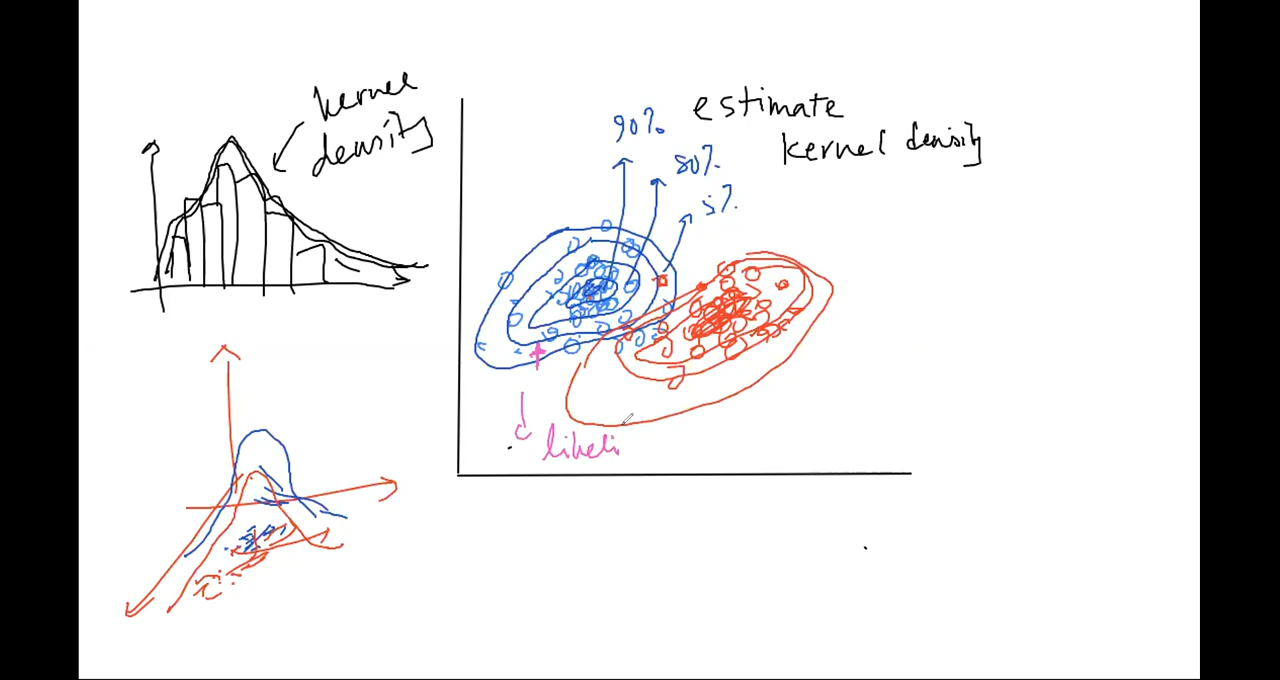 kernel
density
90%
80%
5%
estimate
kernel density
likeli